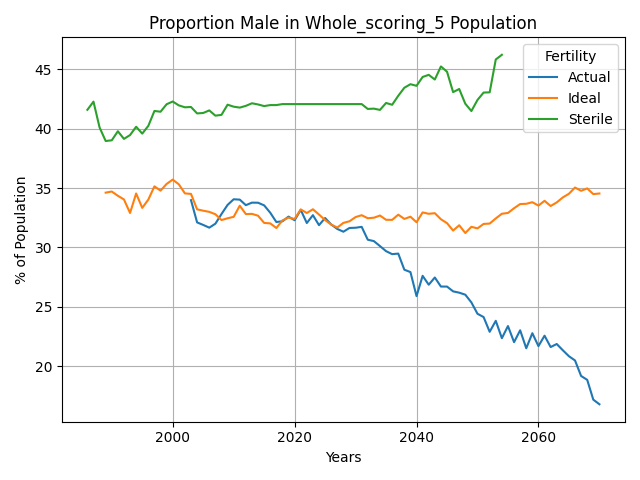 Proportion Male in Whole_scoring_5 Population
Fertility
Actual
Ideal
Sterile
% of Population
45
40
35
30
25
20
2000
2020
2040
2060
Years